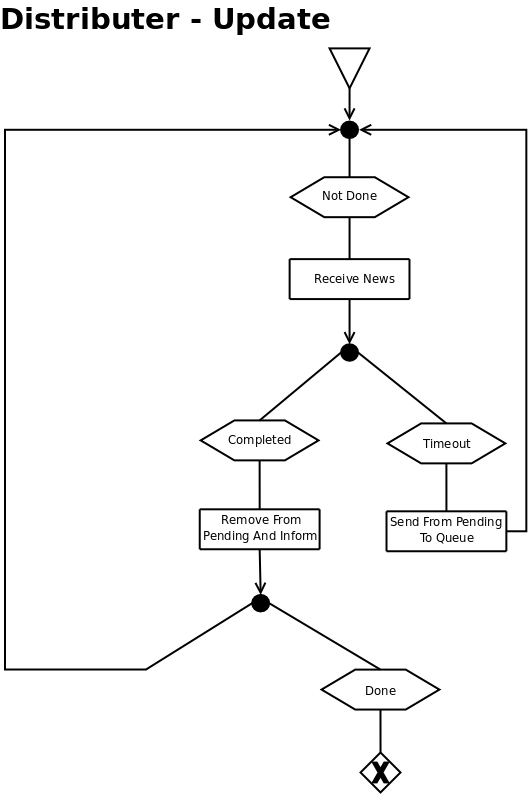 Distributer - Update
Not Done
Receive News
Completed
Timeout
Remove From
Pending And Inform
Send From Pending
To Queue
Done
X